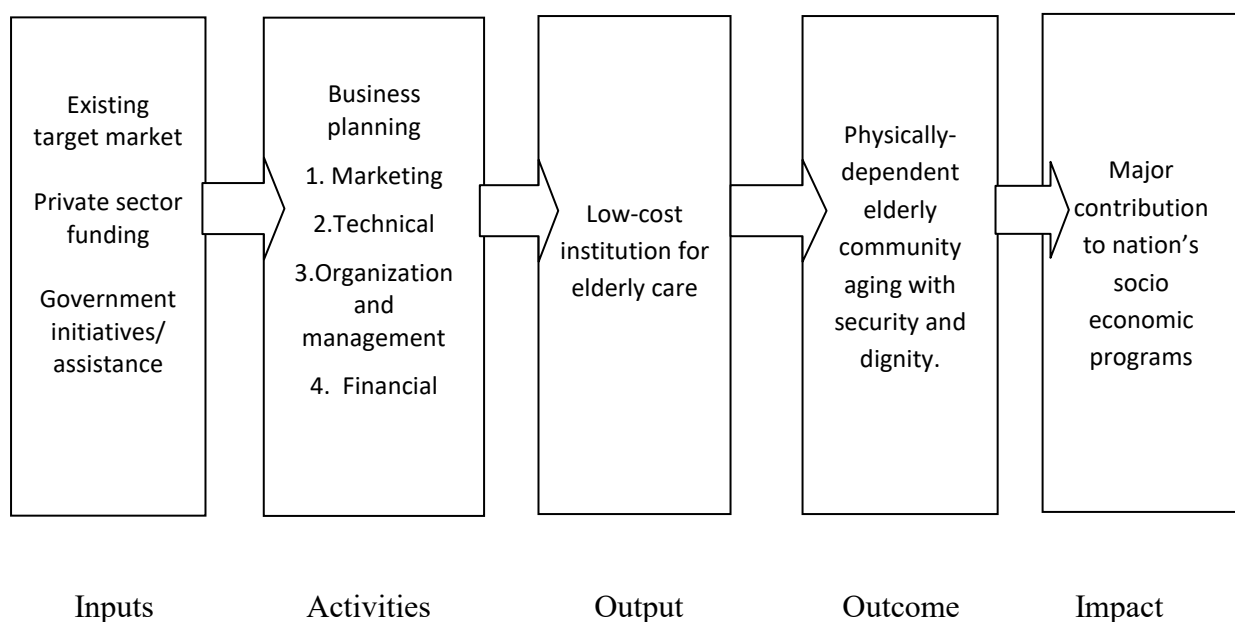 Existing
target market
Private sector
funding
Government
initiatives/
assistance
Business
planning
1. Marketing
2.Technical
3.Organization
and
management
4. Financial
Low-cost
institution for
elderly care
Physically-
dependent
elderly
community
aging with
security and
dignity.
Major
contribution
to nation's
socio
economic
programs
Inputs
Activities
Output
Outcome
Impact